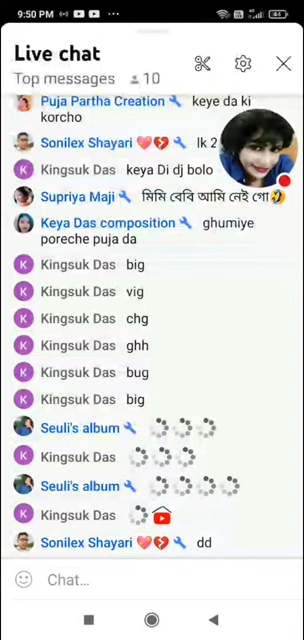 9:50 PM
Live chat
Top messages 10
Puja Partha Creation keye da ki
korcho
Sonilex Shayari lk 2
Kingsuk Das keya Di dj bolo
Supriya Maji মিমি বেবি আমি নেই গো🤣
Keya Das composition ghumiye
poreche puja da
K Kingsuk Das big
K Kingsuk Das vig
K Kingsuk Das chg
K Kingsuk Das ghh
K Kingsuk Das bug
K Kingsuk Das big
Seuli's album
K Kingsuk Das
Seuli's album
K Kingsuk Das
Sonilex Shayari dd
Chat...